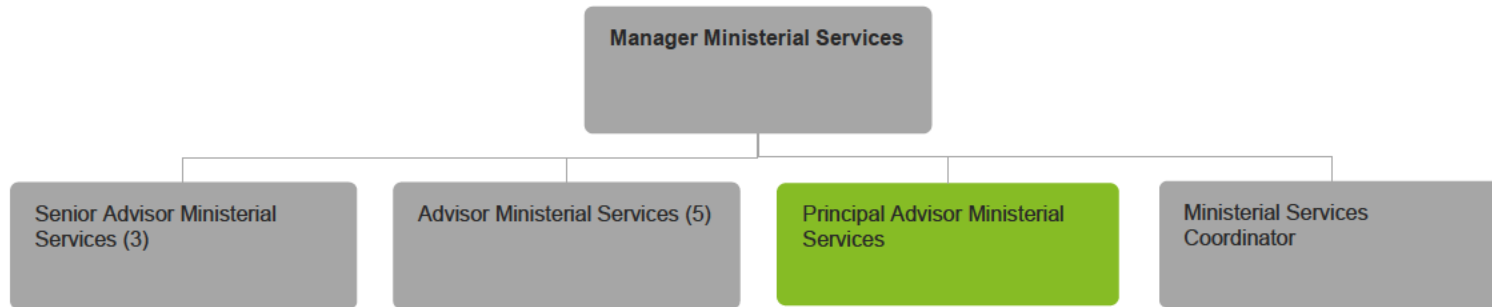 Manager Ministerial Services
Senior Advisor Ministerial
Services (3)
Advisor Ministerial Services (5)
Principal Advisor Ministerial
Services
Ministerial Services
Coordinator